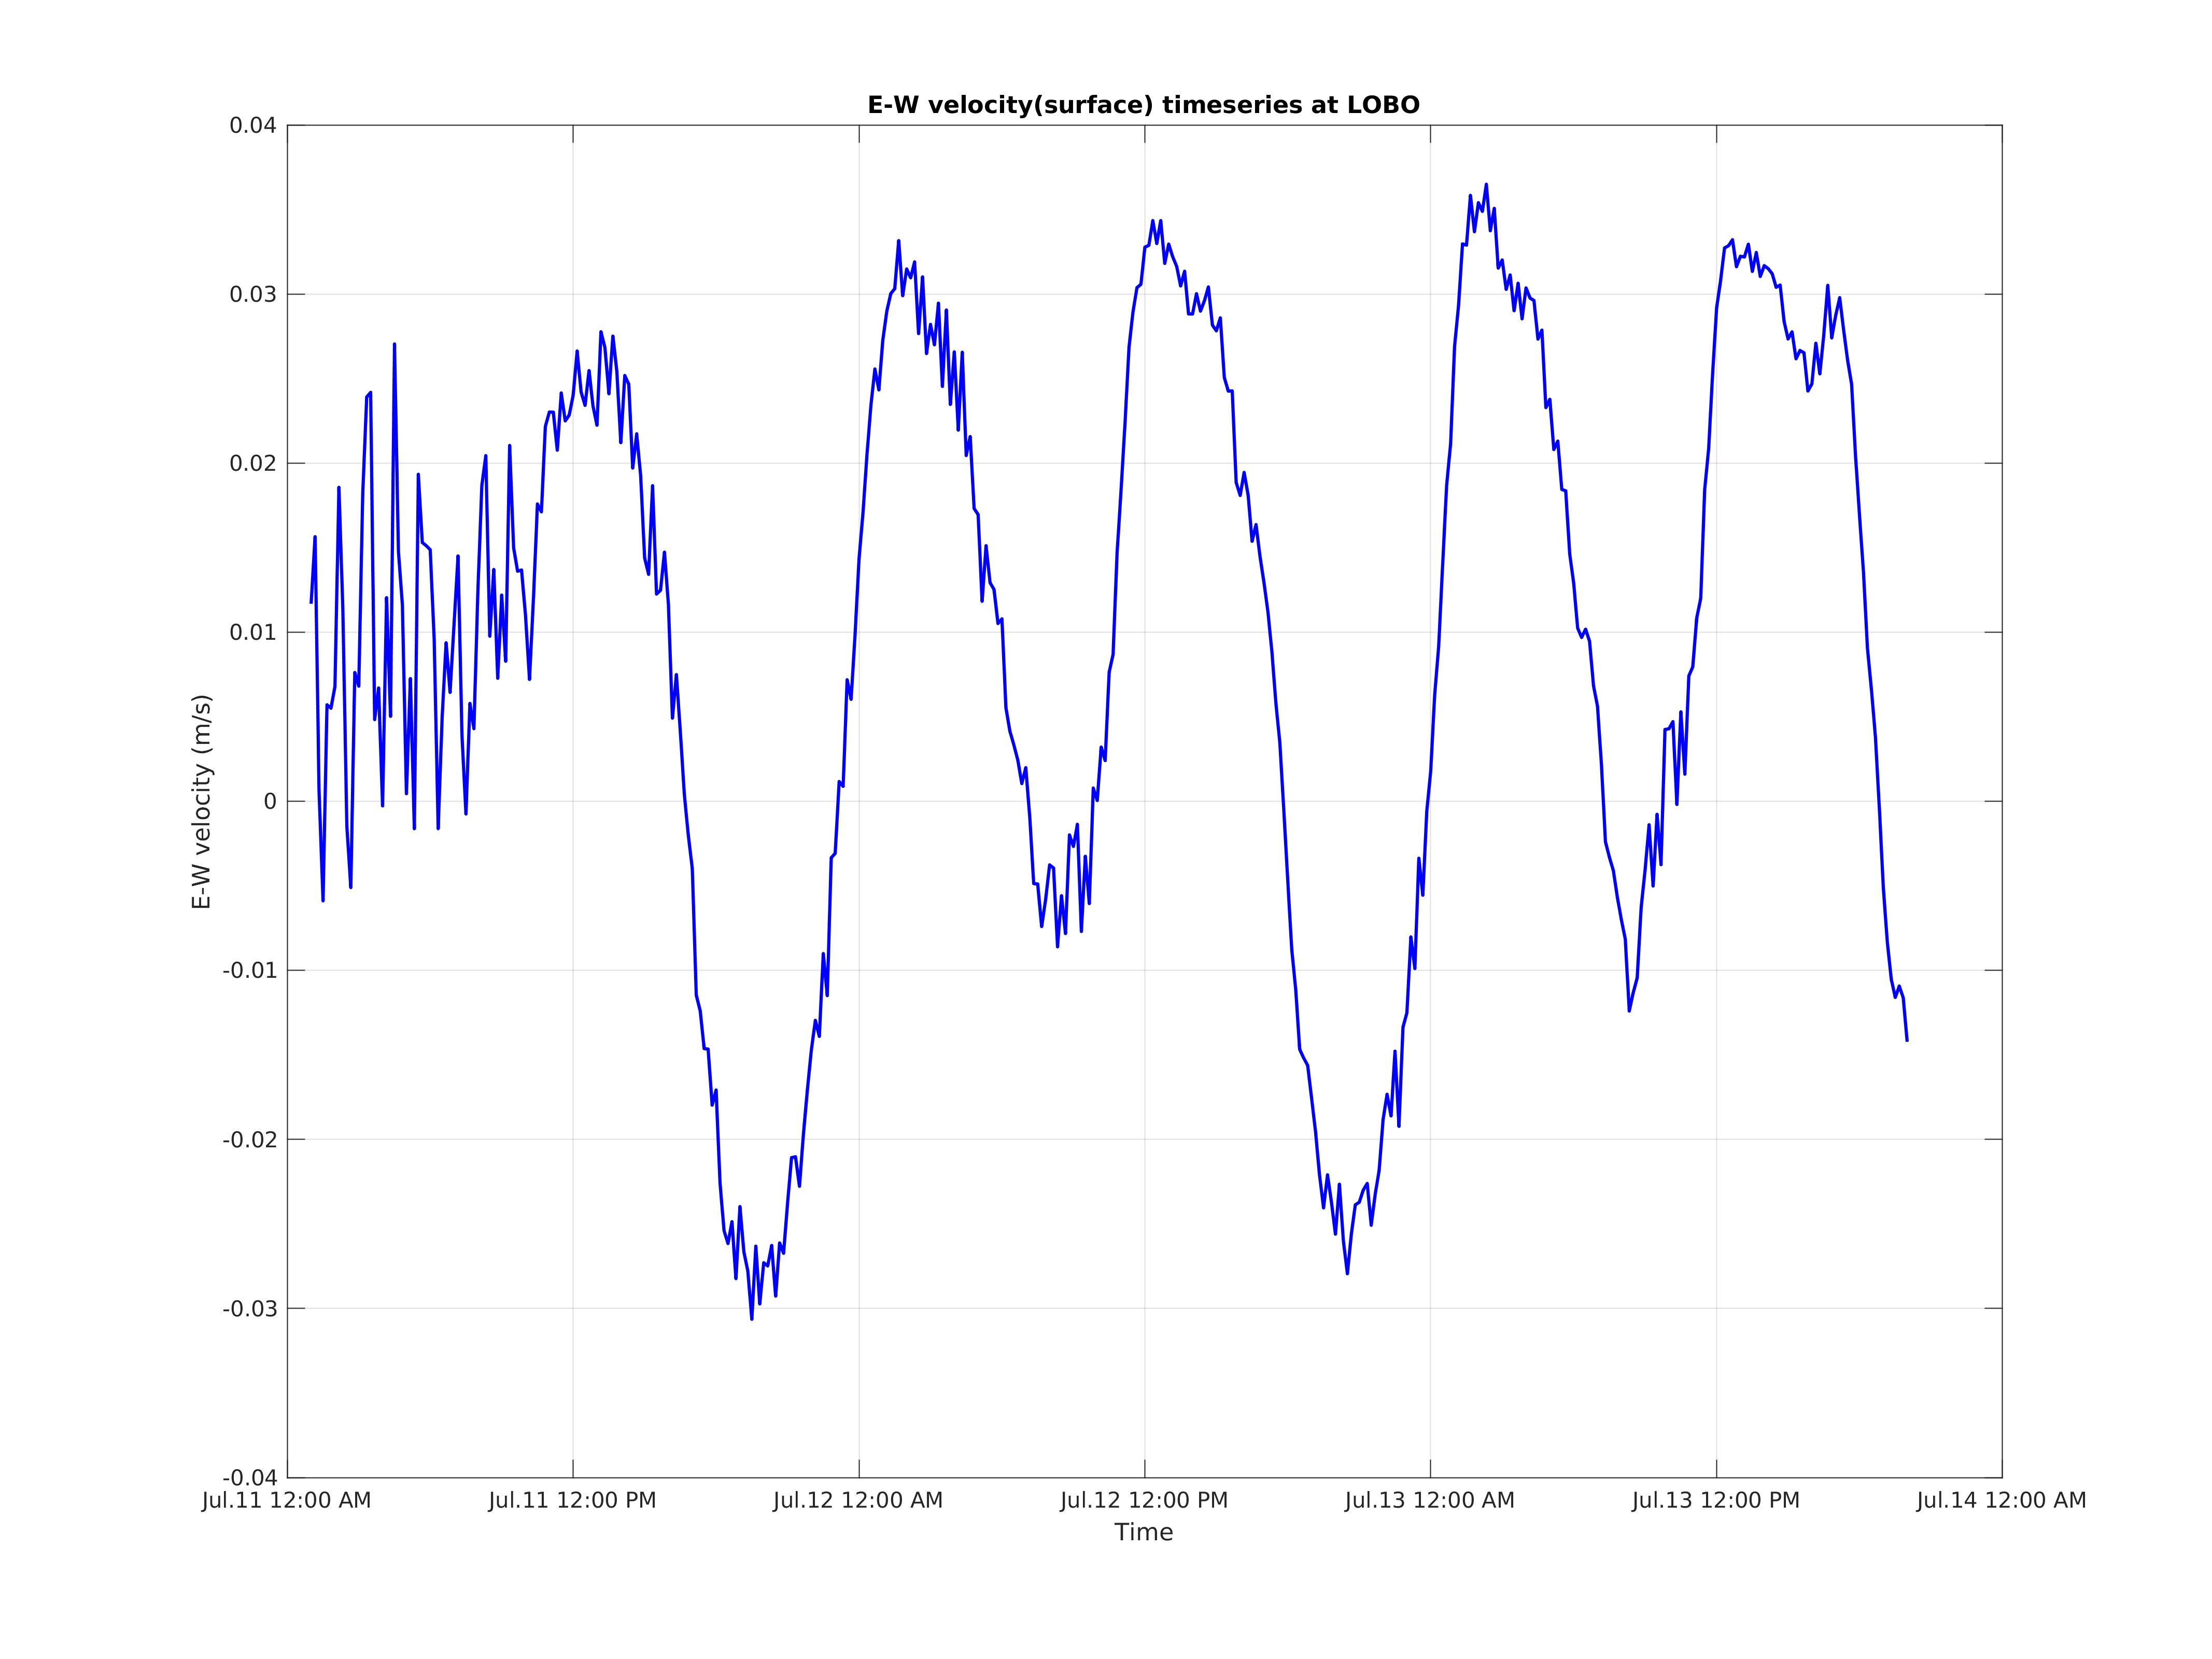 E-W velocity(surface) timeseries at LOBO
0.04
0.03
0.02
0.01
0
-0.01
-0.02
-0.03
-0.04
E-W velocity (m/s)
Jul.11 12:00 AM
Jul.11 12:00 PM
Jul.12 12:00 AM
Jul.12 12:00 PM
Jul.13 12:00 AM
Jul.13 12:00 PM
Jul.14 12:00 AM
Time